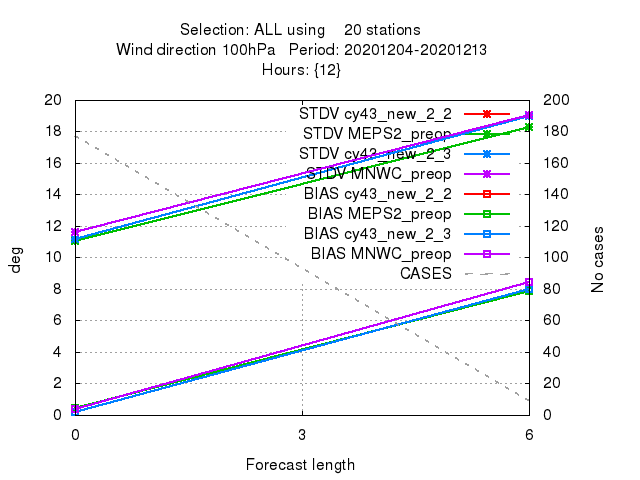 Selection: ALL using 20 stations
Wind direction 100hPa Period: 20201204-20201213
Hours: {12}
20 200
18 180
16 160
14 140
12 120
10 100
8 80
6 60
4 40
2 20
0 0
STDV cy43_new_2_2
STDV MEPS2_preop
STDV cy43_new_2_3
STDV MNWC_preop
BIAS cy43_new_2_2
BIAS MEPS2_preop
BIAS cy43_new_2_3
BIAS MNWC_preop
CASES
deg
No cases
0 3 6
Forecast length